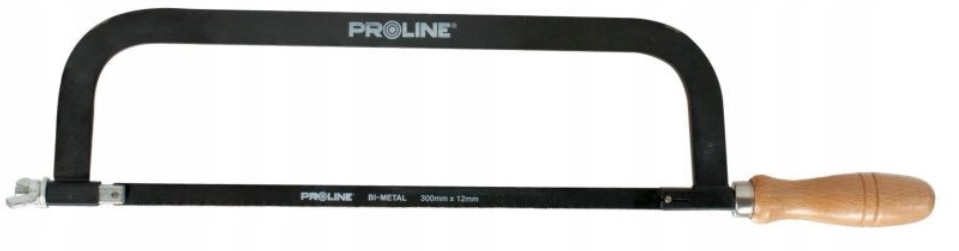 PROLINE®
PROLINE BI-METAL 300mm x 12mm